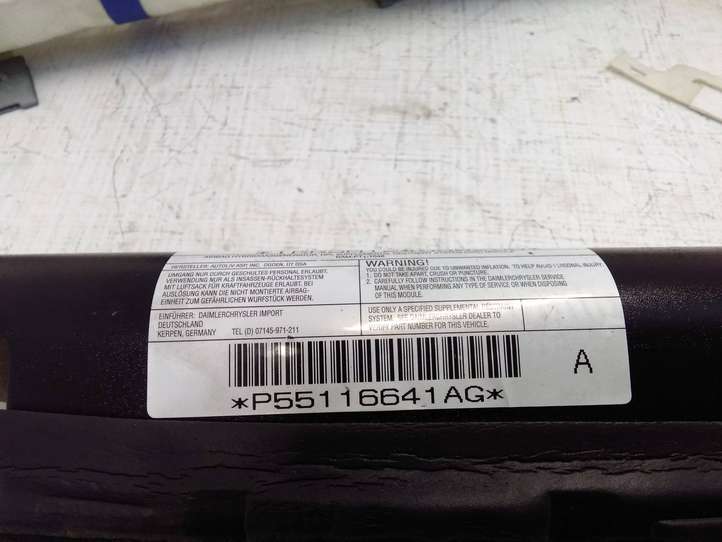 HERSTELLER: AUTOLIV ASP, INC. OGDEN, UT, USA
UMGANG NUR DURCH GESCHULTES PERSONAL ERLAUBT.
VERWENDUNG NUR ALS INSASSEN-RÜCKHALTESYSTEM
MIT LUFTSACK FÜR KRAFTFAHRZEUGE ERLAUBT. BEI
AUSLÖSUNG KANN DIE NICHT MONTIERTE AIRBAG-
EINHEIT ZUM GEFÄHRLICHEN WURFSTÜCK WERDEN.
EINFÜHRER: DAIMLERCHRYSLER IMPORT
DEUTSCHLAND
KERPEN, GERMANY TEL (D) 07145-971-211
WARNING!
YOU COULD BE INJURED DUE TO UNWANTED INFLATION. TO HELP AVOID PERSONAL INJURY:
1. DO NOT TAKE APART, CRUSH OR PUNCTURE.
2. CAREFULLY FOLLOW INSTRUCTIONS IN THE DAIMLERCHRYSLER SERVICE
MANUAL WHEN PERFORMING ANY TYPE OF SERVICE, OR WHEN DISPOSING
OF THIS MODULE.
USE ONLY A SPECIFIED SUPPLEMENTAL RESTRAINT
SYSTEM. SEE DAIMLERCHRYSLER DEALER TO
VERIFY PART NUMBER FOR THIS VEHICLE.
A
*P55116641AG*